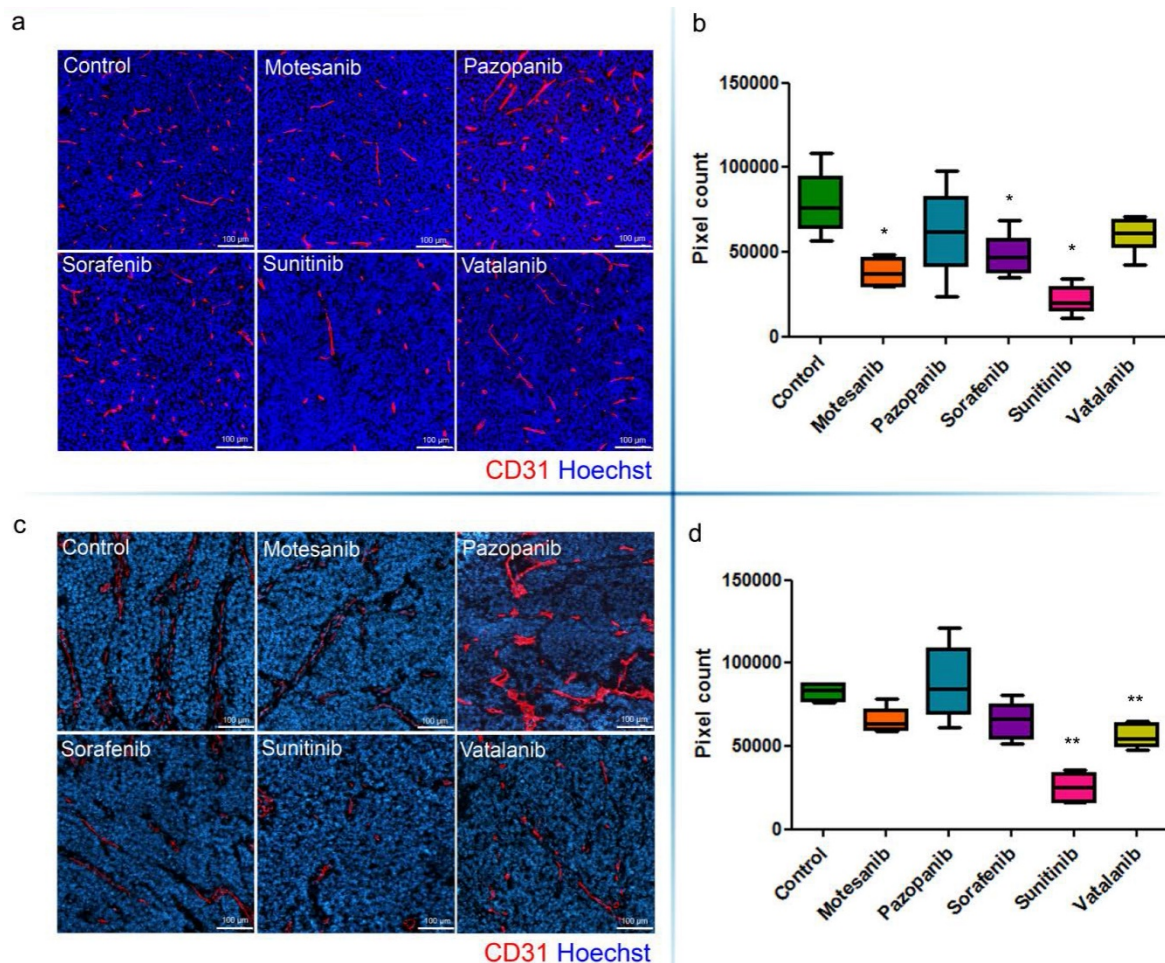 a
Control
Motesanib
Pazopanib
100 µm
100 µm
100 µm
Sorafenib
Sunitinib
Vatalanib
100 µm
100 µm
100 µm
CD31 Hoechst
b
Pixel count
150000
100000
50000
0
*
*
*
Contorl
Motesanib
Pazopanib
Sorafenib
Sunitinib
Vatalanib
c
Control
Motesanib
Pazopanib
100 µm
100 µm
100 µm
Sorafenib
Sunitinib
Vatalanib
100 µm
100 µm
100 µm
CD31 Hoechst
d
Pixel count
150000
100000
50000
0
**
**
Control
Motesanib
Pazopanib
Sorafenib
Sunitinib
Vatalanib